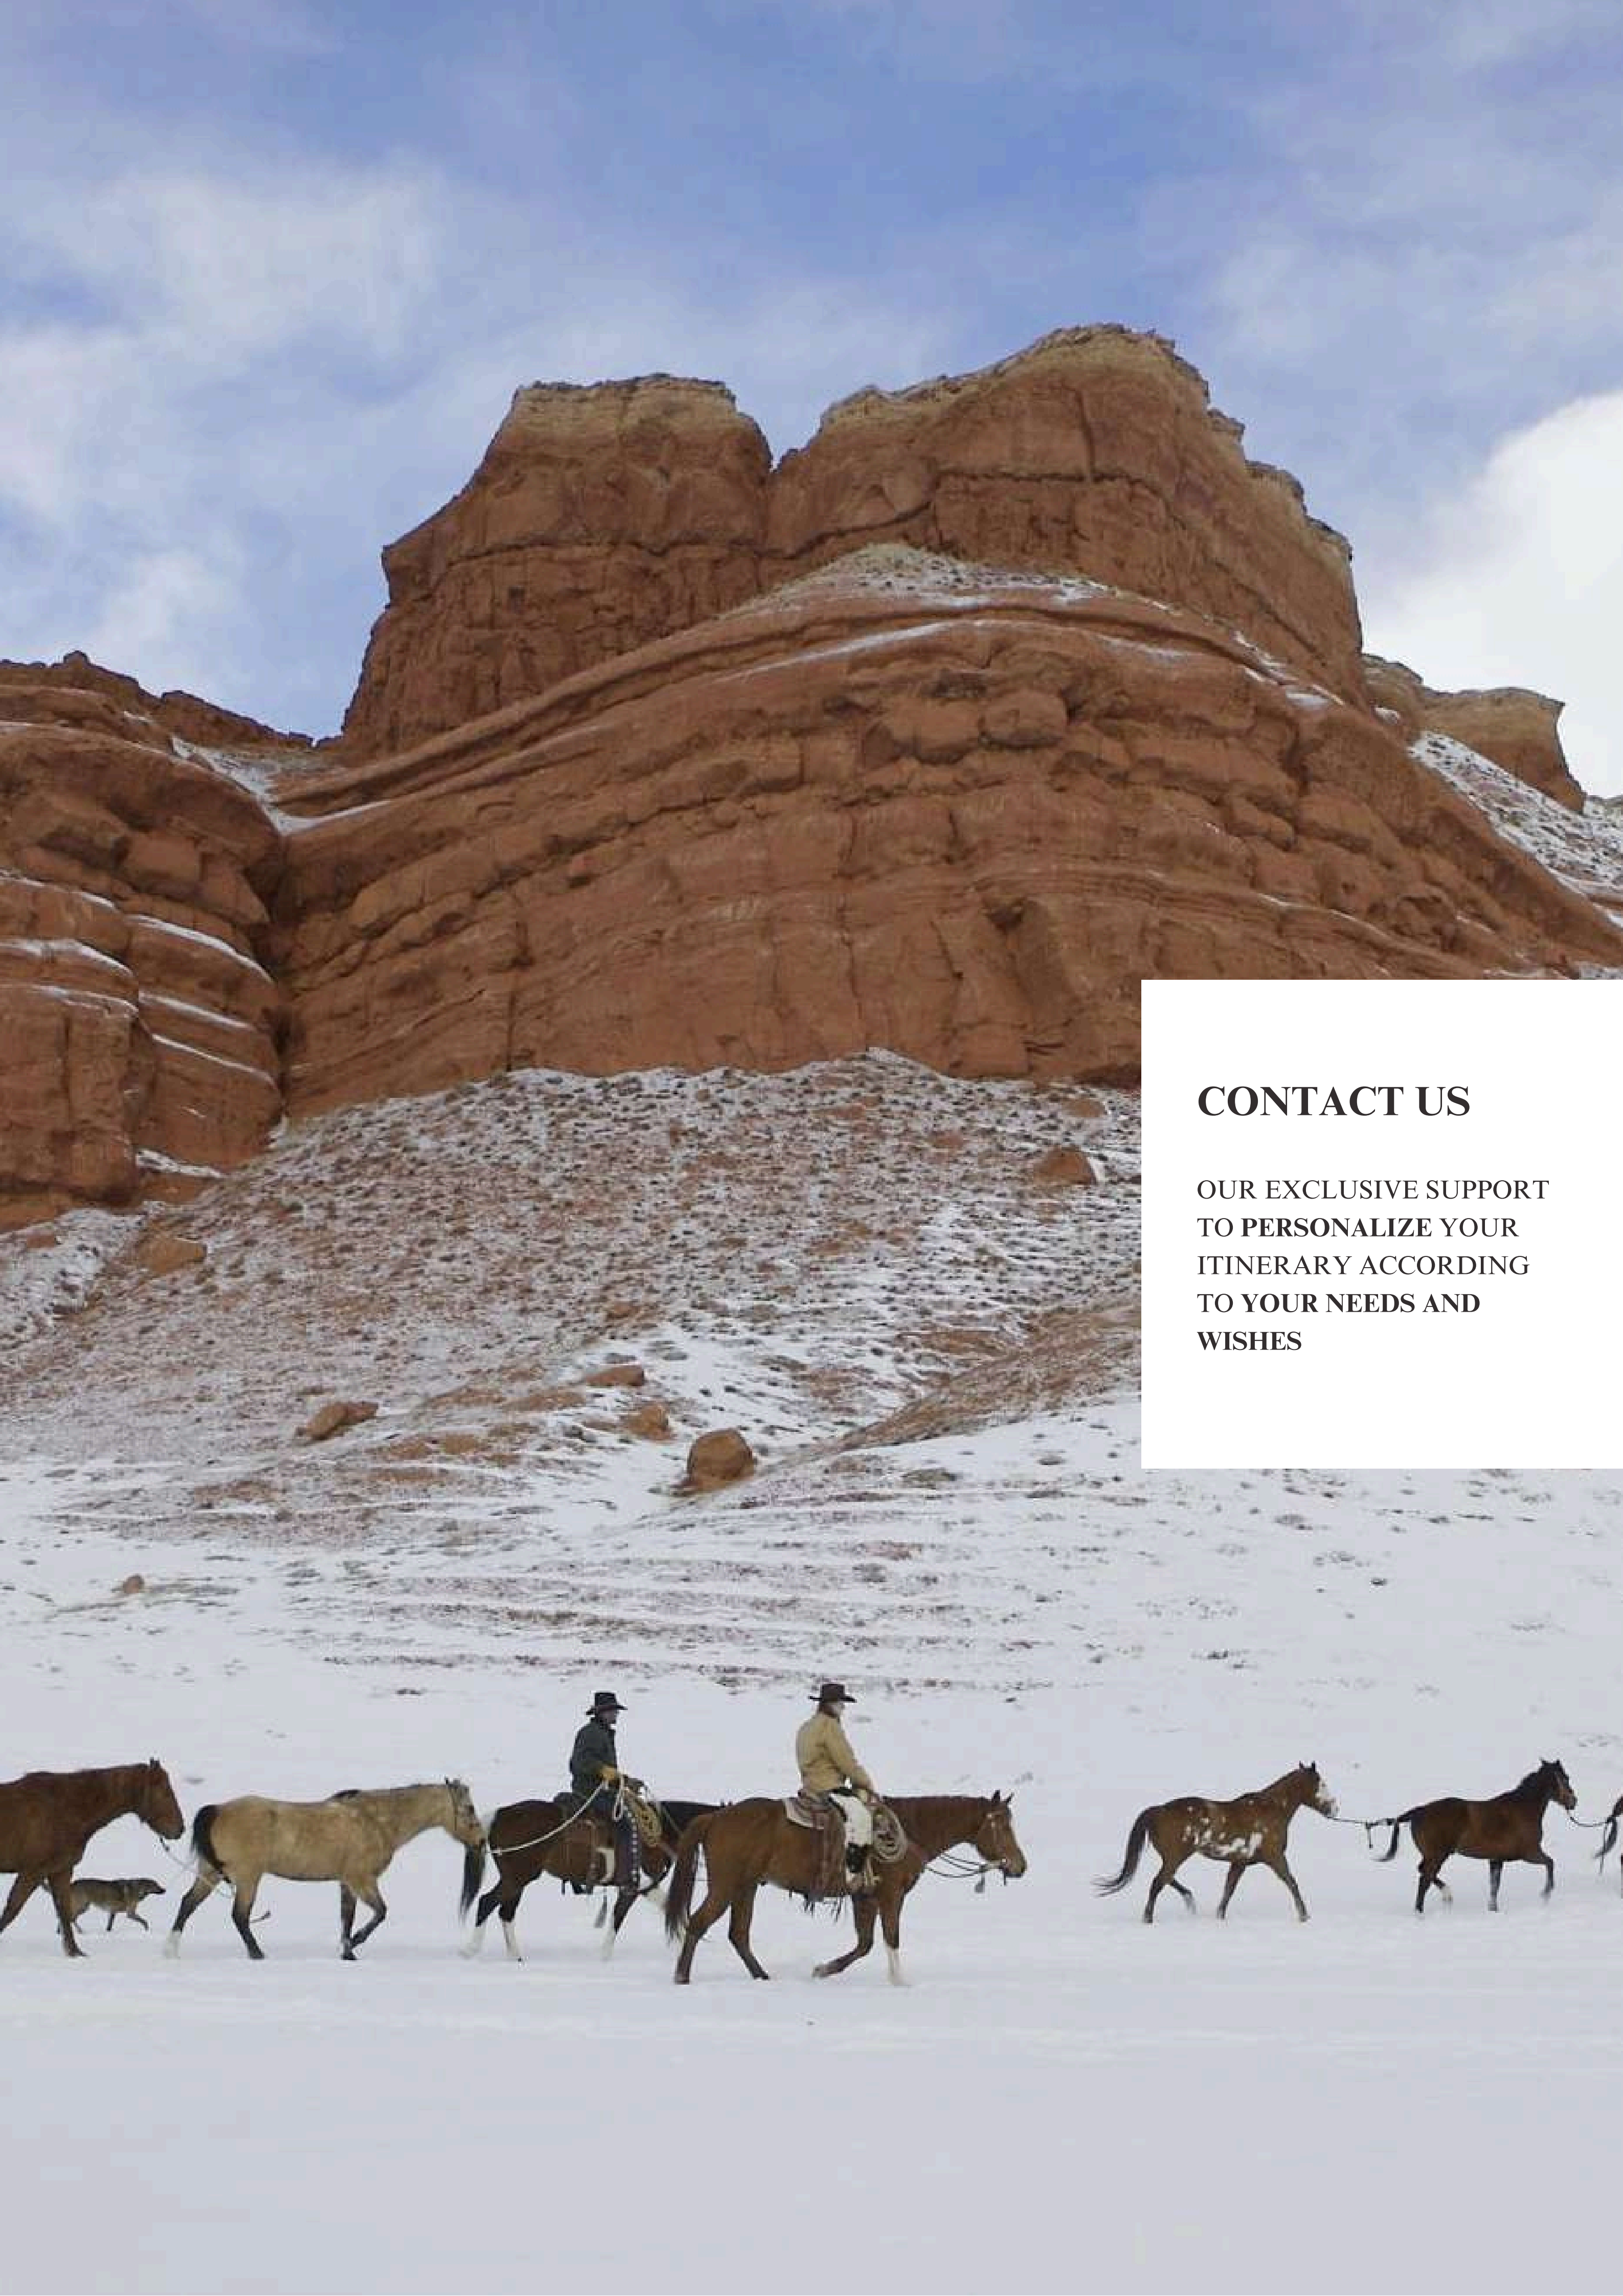 CONTACT US
OUR EXCLUSIVE SUPPORT
TO PERSONALIZE YOUR
ITINERARY ACCORDING
TO YOUR NEEDS AND
WISHES